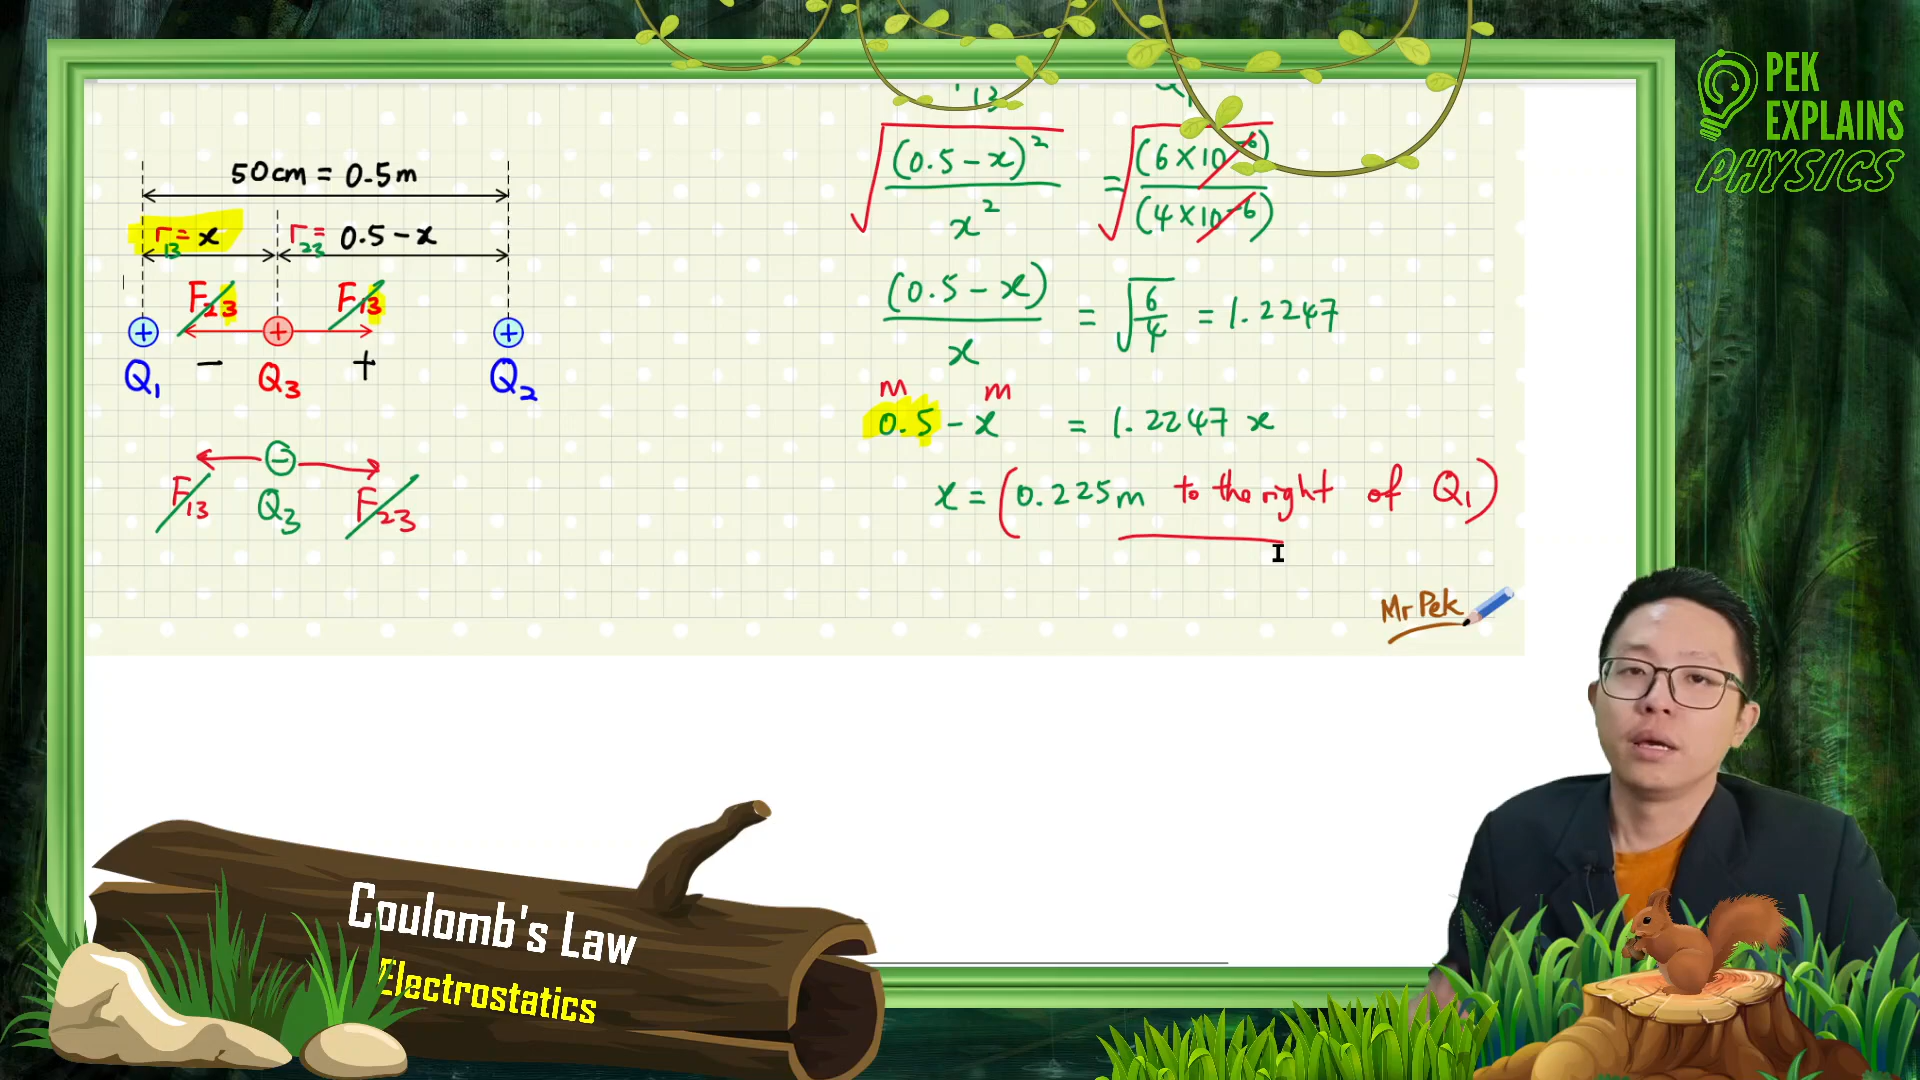 50cm = 0.5m
r₁₃ = x
r₂₃ = 0.5 - x
F₂₃
F₁₃
+
+
+
Q₁
-
Q₃
+
Q₂
-
F₁₃
Q₃
F₂₃
√(0.5 - x)²/x² = √(6 × 10⁻⁶)/(4 × 10⁻⁶)
(0.5 - x)/x = √6/4 = 1.2247
m m
0.5 - x = 1.2247 x
x = (0.225m to the right of Q₁)
Mr Pek
PEK
EXPLAINS
PHYSICS
Coulomb's Law
Electrostatics